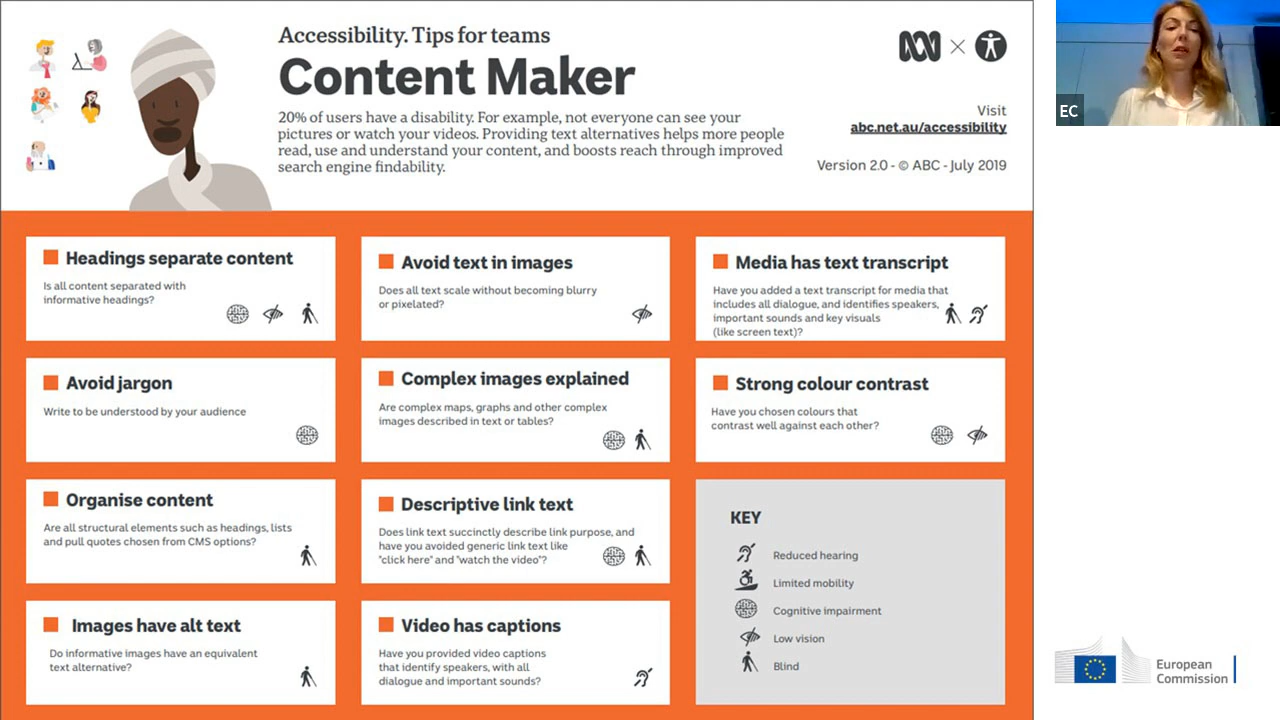 Accessibility. Tips for teams
Content Maker
20% of users have a disability. For example, not everyone can see your
pictures or watch your videos. Providing text alternatives helps more people
read, use and understand your content, and boosts reach through improved
search engine findability.
Visit
abc.net.au/accessibility
Version 2.0 - © ABC - July 2019
EC
Headings separate content
Is all content separated with
informative headings?
Avoid text in images
Does all text scale without becoming blurry
or pixelated?
Media has text transcript
Have you added a text transcript for media that
includes all dialogue, and identifies speakers,
important sounds and key visuals
(like screen text)?
Avoid jargon
Write to be understood by your audience
Complex images explained
Are complex maps, graphs and other complex
images described in text or tables?
Strong colour contrast
Have you chosen colours that
contrast well against each other?
Organise content
Are all structural elements such as headings, lists
and pull quotes chosen from CMS options?
Descriptive link text
Does link text succinctly describe link purpose, and
have you avoided generic link text like
"click here" and "watch the video"?
Images have alt text
Do informative images have an equivalent
text alternative?
Video has captions
Have you provided video captions
that identify speakers, with all
dialogue and important sounds?
KEY
Reduced hearing
Limited mobility
Cognitive impairment
Low vision
Blind
European
Commission